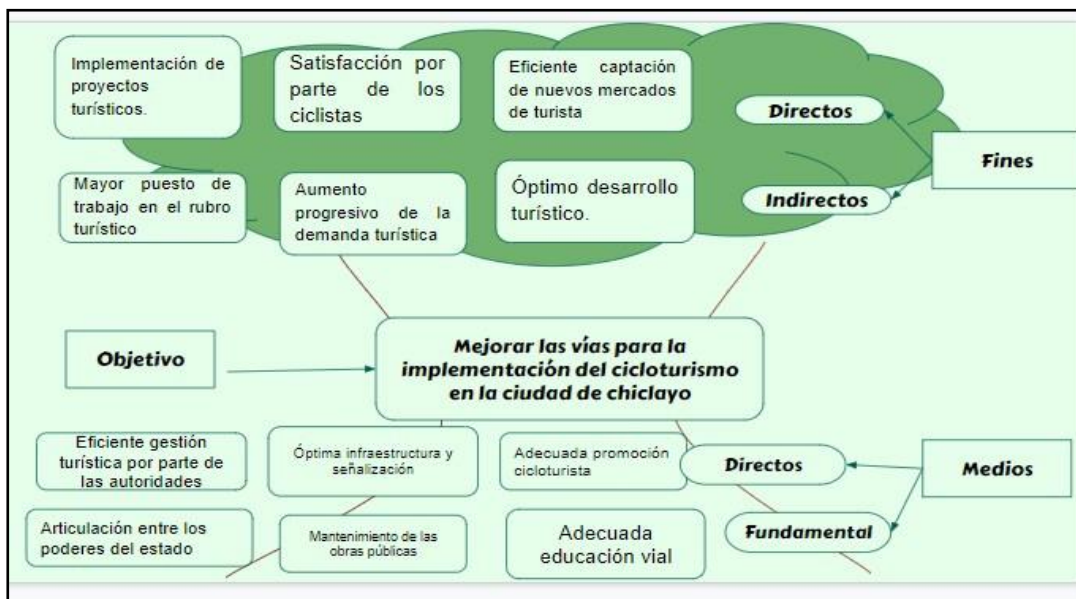 Implementación de
proyectos
turísticos.
Satisfacción por
parte de los
ciclistas
Eficiente captación
de nuevos mercados
de turista
Directos
Fines
Mayor puesto de
trabajo en el rubro
turístico
Aumento
progresivo de la
demanda turística
Óptimo desarrollo
turístico.
Indirectos
Objetivo
Mejorar las vías para la
implementación del cicloturismo
en la ciudad de chiclayo
Eficiente gestión
turística por parte de
las autoridades
Óptima infraestructura y
señalización
Adecuada promoción
cicloturista
Directos
Medios
Articulación entre los
poderes del estado
Mantenimiento de las
obras públicas
Adecuada
educación vial
Fundamental